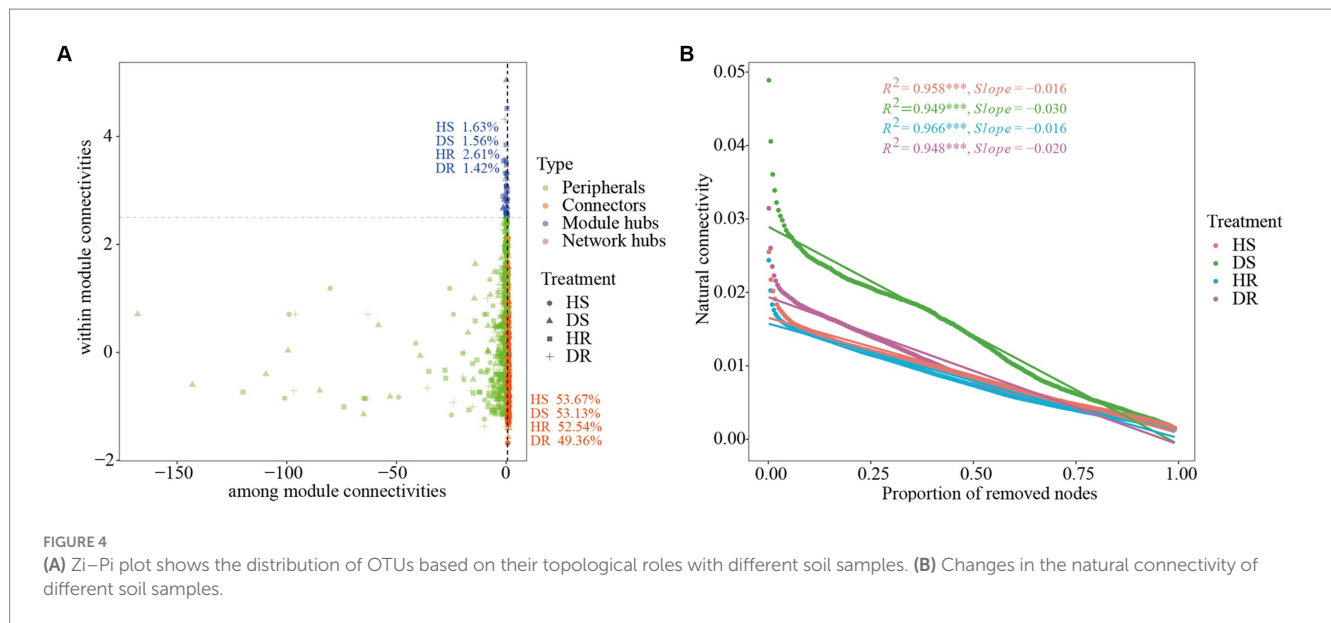 A
within module connectivities
4
2
0
−2
HS 1.63%
DS 1.56%
HR 2.61%
DR 1.42%
HS 53.67%
DS 53.13%
HR 52.54%
DR 49.36%
−150
−100
−50
0
among module connectivities
Type
Peripherals
Connectors
Module hubs
Network hubs
Treatment
HS
DS
HR
DR
B
Natural connectivity
0.05
0.04
0.03
0.02
0.01
0.00
R² = 0.958***, Slope = −0.016
R² = 0.949***, Slope = −0.030
R² = 0.966***, Slope = −0.016
R² = 0.948***, Slope = −0.020
0.00
0.25
0.50
0.75
1.00
Proportion of removed nodes
Treatment
HS
DS
HR
DR
FIGURE 4
(A) Zi–Pi plot shows the distribution of OTUs based on their topological roles with different soil samples. (B) Changes in the natural connectivity of
different soil samples.